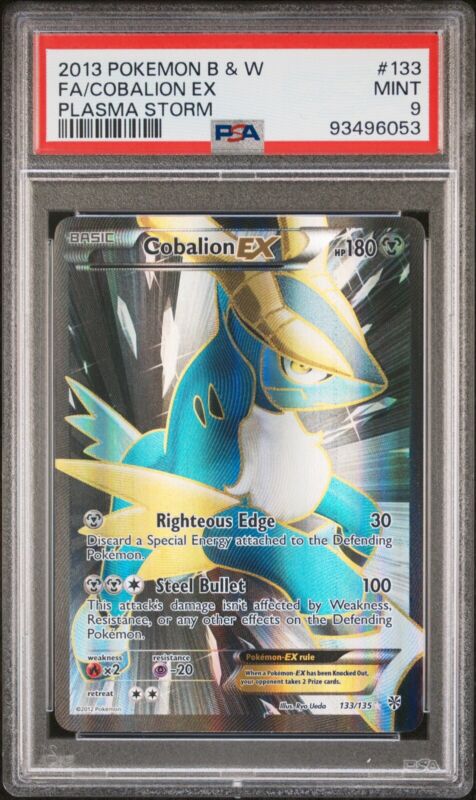 2013 POKEMON B & W #133
FA/COBALION EX MINT
PLASMA STORM 9
PSA 93496053
BASIC Cobalion EX HP180
Righteous Edge 30
Discard a Special Energy attached to the Defending
Pokémon.
Steel Bullet 100
This attack's damage isn't affected by Weakness,
Resistance, or any other effects on the Defending
Pokémon.
weakness resistance
×2 -20
retreat
Pokémon-EX rule
When a Pokémon-EX has been Knocked Out,
your opponent takes 2 Prize cards.
©2012 Pokémon Illus. Ryo Ueda 133/135
PSA